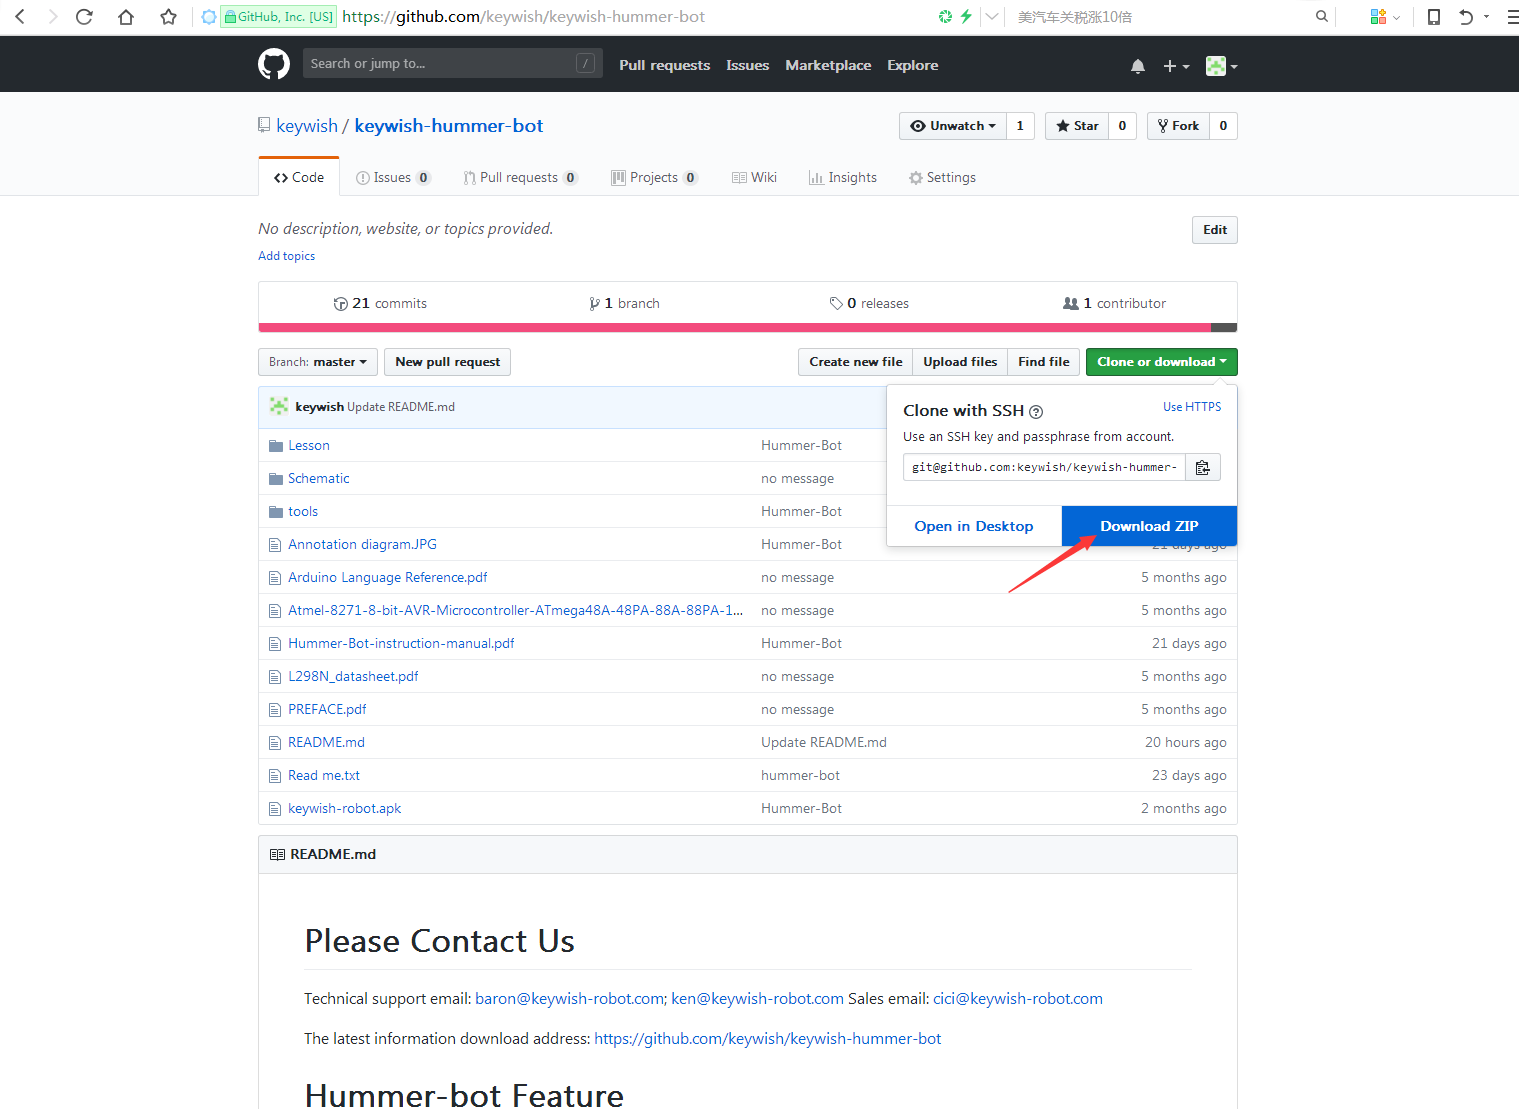 GitHub, Inc. [US] https://github.com/keywish/keywish-hummer-bot 美汽车关税涨10倍
Search or jump to... / Pull requests Issues Marketplace Explore
keywish / keywish-hummer-bot Unwatch 1 Star 0 Fork 0
Code Issues 0 Pull requests 0 Projects 0 Wiki Insights Settings
No description, website, or topics provided. Edit
Add topics
21 commits 1 branch 0 releases 1 contributor
Branch: master New pull request Create new file Upload files Find file Clone or download
keywish Update README.md
Clone with SSH ? Use HTTPS
Use an SSH key and passphrase from account.
git@github.com:keywish/keywish-hummer-
Open in Desktop Download ZIP
Lesson Hummer-Bot
Schematic no message
tools Hummer-Bot
Annotation diagram.JPG Hummer-Bot 21 days ago
Arduino Language Reference.pdf no message 5 months ago
Atmel-8271-8-bit-AVR-Microcontroller-ATmega48A-48PA-88A-88PA-1... no message 5 months ago
Hummer-Bot-instruction-manual.pdf Hummer-Bot 21 days ago
L298N_datasheet.pdf no message 5 months ago
PREFACE.pdf no message 5 months ago
README.md Update README.md 20 hours ago
Read me.txt hummer-bot 23 days ago
keywish-robot.apk Hummer-Bot 2 months ago
README.md
Please Contact Us
Technical support email: baron@keywish-robot.com; ken@keywish-robot.com Sales email: cici@keywish-robot.com
The latest information download address: https://github.com/keywish/keywish-hummer-bot
Hummer-bot Feature